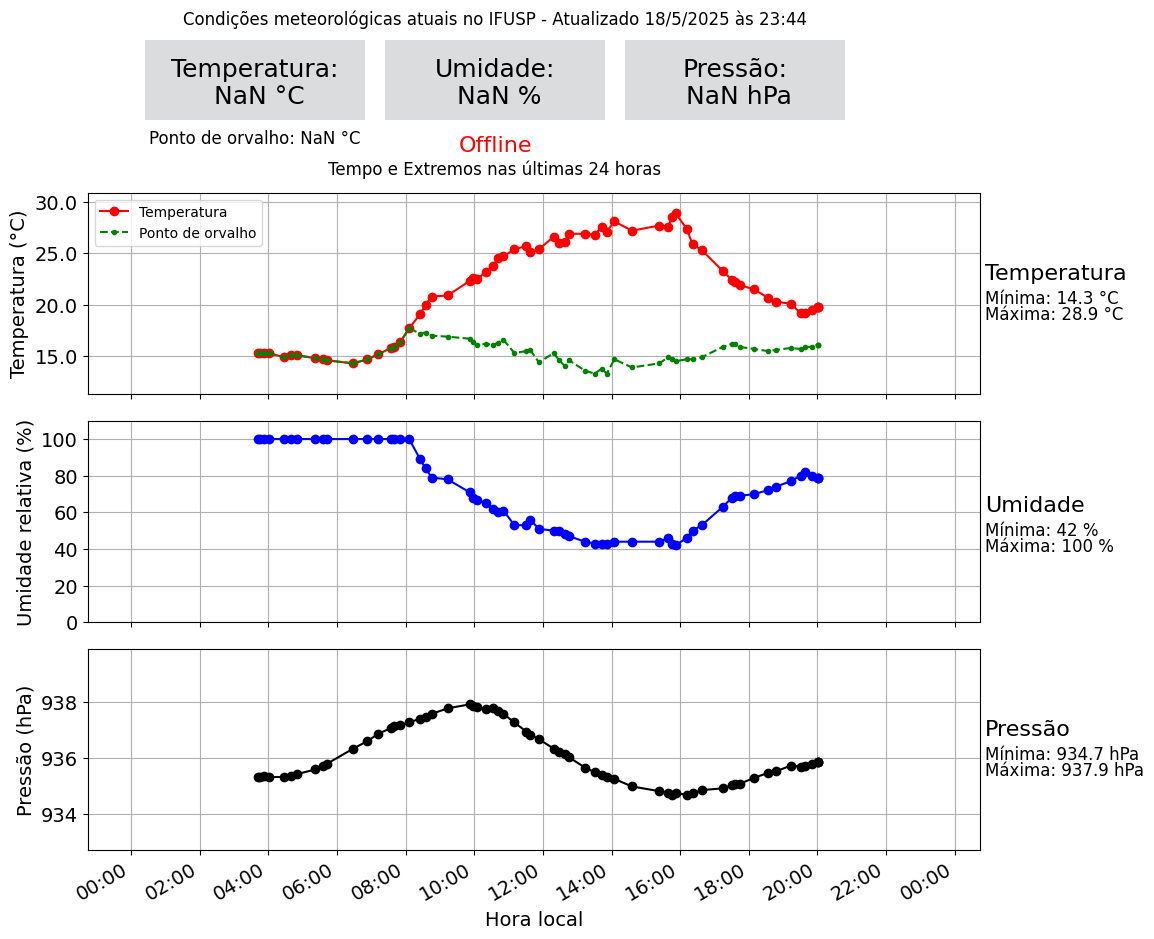 Condições meteorológicas atuais no IFUSP - Atualizado 18/5/2025 às 23:44
Temperatura:
NaN °C
Umidade:
NaN %
Pressão:
NaN hPa
Ponto de orvalho: NaN °C
Offline
Tempo e Extremos nas últimas 24 horas
Temperatura (°C)
30.0
25.0
20.0
15.0
Temperatura
Ponto de orvalho
Temperatura
Mínima: 14.3 °C
Máxima: 28.9 °C
Umidade relativa (%)
100
80
60
40
20
0
Umidade
Mínima: 42 %
Máxima: 100 %
Pressão (hPa)
938
936
934
Pressão
Mínima: 934.7 hPa
Máxima: 937.9 hPa
00:00 02:00 04:00 06:00 08:00 10:00 12:00 14:00 16:00 18:00 20:00 22:00 00:00
Hora local